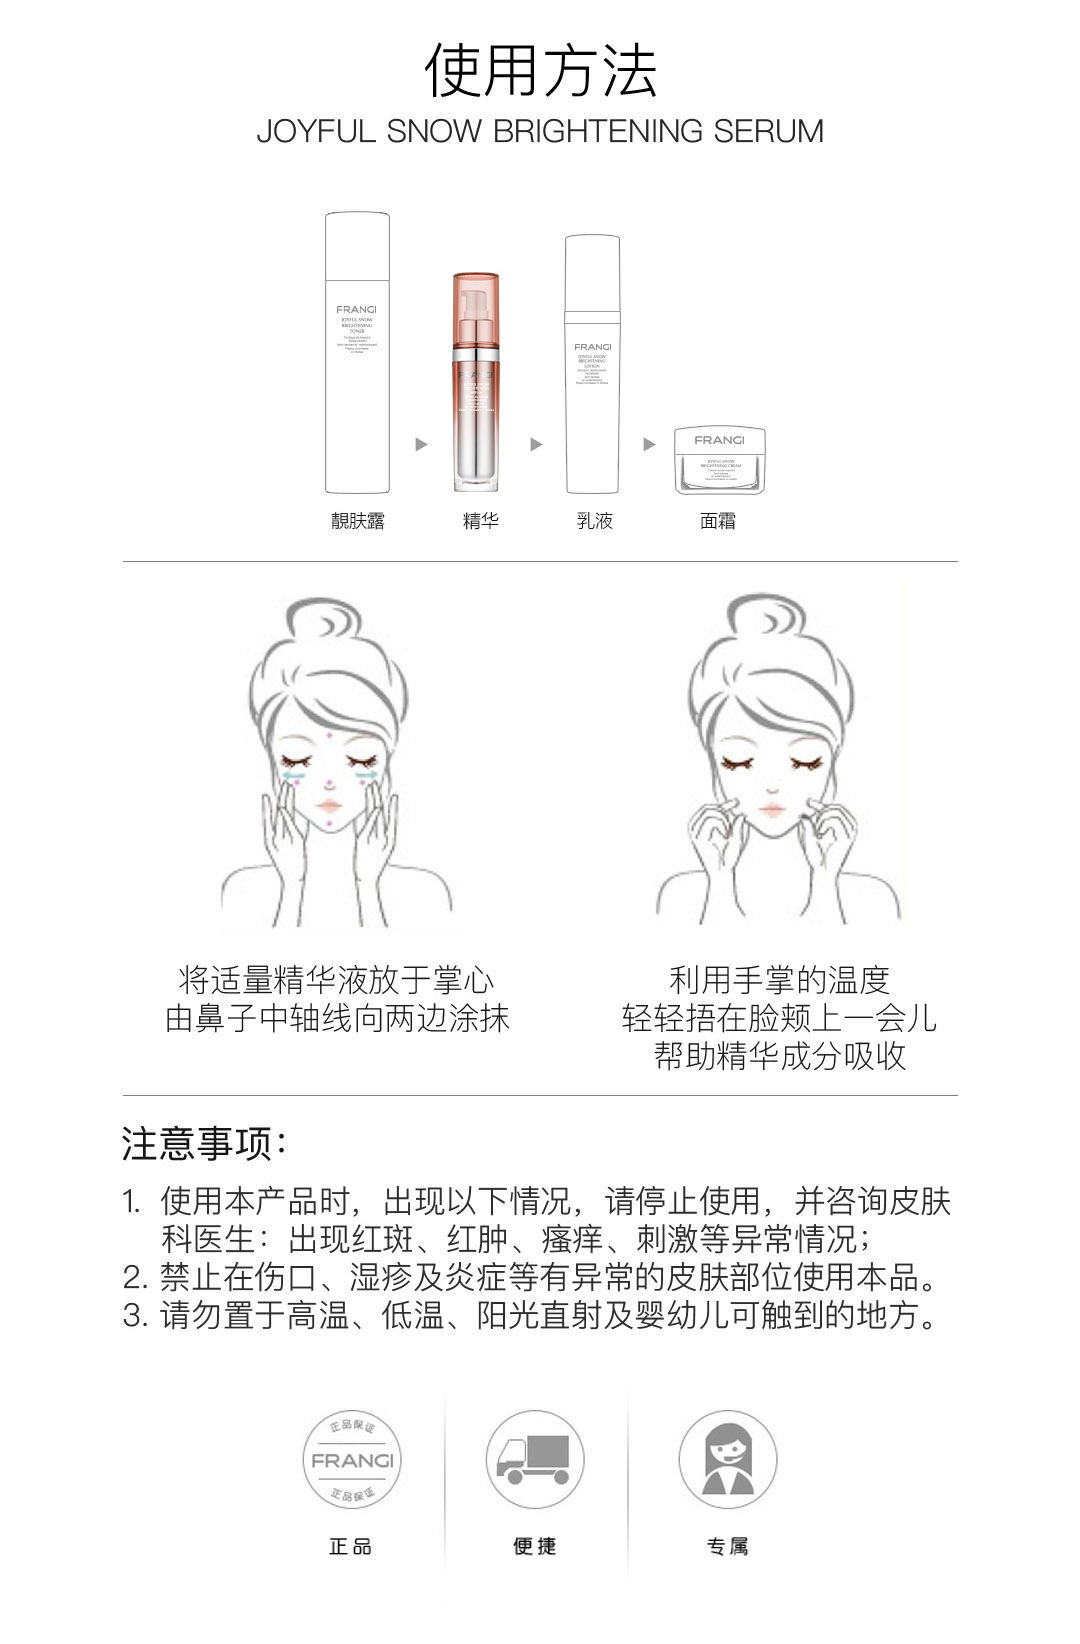 使用方法
JOYFUL SNOW BRIGHTENING SERUM
FRANGI
JOYFUL SNOW
BRIGHTENING
TONER
FRANGI
FRANGI
JOYFUL SNOW
BRIGHTENING
LOTION
FRANGI
JOYFUL SNOW
BRIGHTENING CREAM
靓肤露
精华
乳液
面霜
将适量精华液放于掌心
由鼻子中轴线向两边涂抹
利用手掌的温度
轻轻捂在脸颊上一会儿
帮助精华成分吸收
注意事项：
1. 使用本产品时，出现以下情况，请停止使用，并咨询皮肤
科医生：出现红斑、红肿、瘙痒、刺激等异常情况；
2. 禁止在伤口、湿疹及炎症等有异常的皮肤部位使用本品。
3. 请勿置于高温、低温、阳光直射及婴幼儿可触到的地方。
正品保证
FRANGI
正品保证
正品
便捷
专属